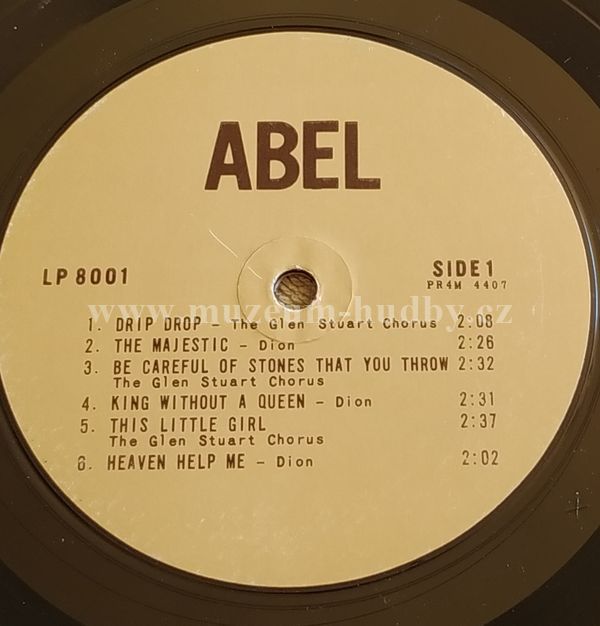 ABEL
LP 8001
SIDE 1
PR4M 4407
www.muzeum-hudby.cz
1. DRIP DROP – The Glen Stuart Chorus 2:08
2. THE MAJESTIC – Dion 2:26
3. BE CAREFUL OF STONES THAT YOU THROW 2:32
The Glen Stuart Chorus
4. KING WITHOUT A QUEEN – Dion 2:31
5. THIS LITTLE GIRL 2:37
The Glen Stuart Chorus
6. HEAVEN HELP ME – Dion 2:02